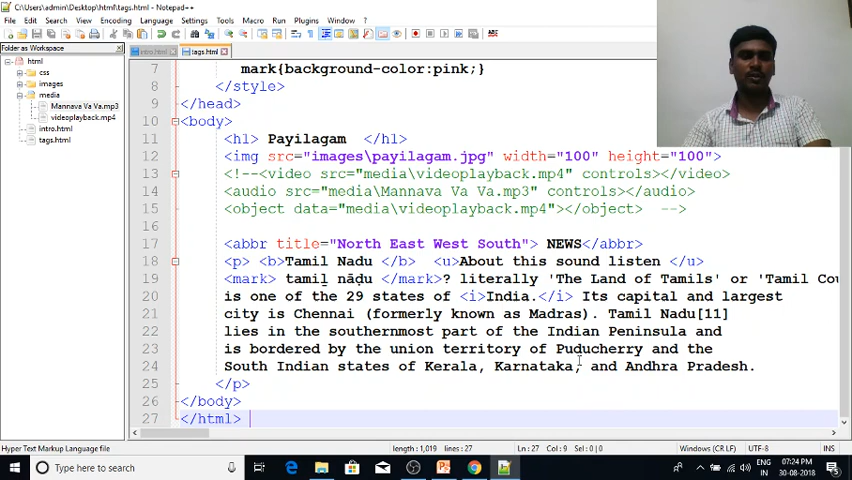 C:\Users\admin\Desktop\html\tags.html - Notepad++
File Edit Search View Encoding Language Settings Tools Macro Run Plugins Window ?
Folder as Workspace
html
css
images
media
Mannava Va Va.mp3
videoplayback.mp4
intro.html
tags.html
intro.html tags.html
7 mark{background-color:pink;}
8 </style>
9 </head>
10 <body>
11 <h1> Payilagam </h1>
12 <img src="images\payilagam.jpg" width="100" height="100">
13 <!--<video src="media\videoplayback.mp4" controls></video>
14 <audio src="media\Mannava Va Va.mp3" controls></audio>
15 <object data="media\videoplayback.mp4"></object> -->
16
17 <abbr title="North East West South"> NEWS</abbr>
18 <p> <b>Tamil Nadu </b> <u>About this sound listen </u>
19 <mark> tamiḻ nāḍu </mark>? literally 'The Land of Tamils' or 'Tamil Cou
20 is one of the 29 states of <i>India.</i> Its capital and largest
21 city is Chennai (formerly known as Madras). Tamil Nadu[11]
22 lies in the southernmost part of the Indian Peninsula and
23 is bordered by the union territory of Puducherry and the
24 South Indian states of Kerala, Karnataka, and Andhra Pradesh.
25 </p>
26 </body>
27 </html>
Hyper Text Markup Language file length : 1,019 lines : 27 Ln : 27 Col : 9 Sel : 0 | 0 Windows (CR LF) UTF-8 INS
Type here to search
ENG
IN
07:24 PM
30-08-2018